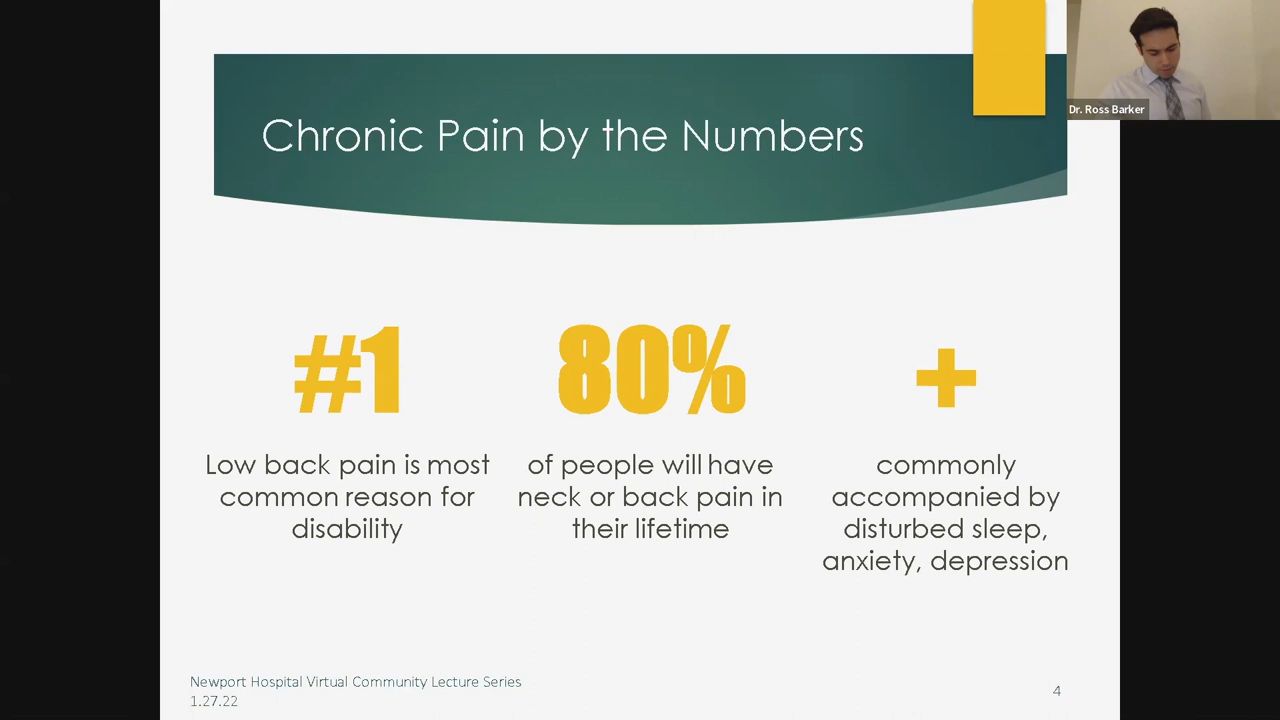 Dr. Ross Barker
Chronic Pain by the Numbers
#1
Low back pain is most
common reason for
disability
80%
of people will have
neck or back pain in
their lifetime
+
commonly
accompanied by
disturbed sleep,
anxiety, depression
Newport Hospital Virtual Community Lecture Series
1.27.22
4